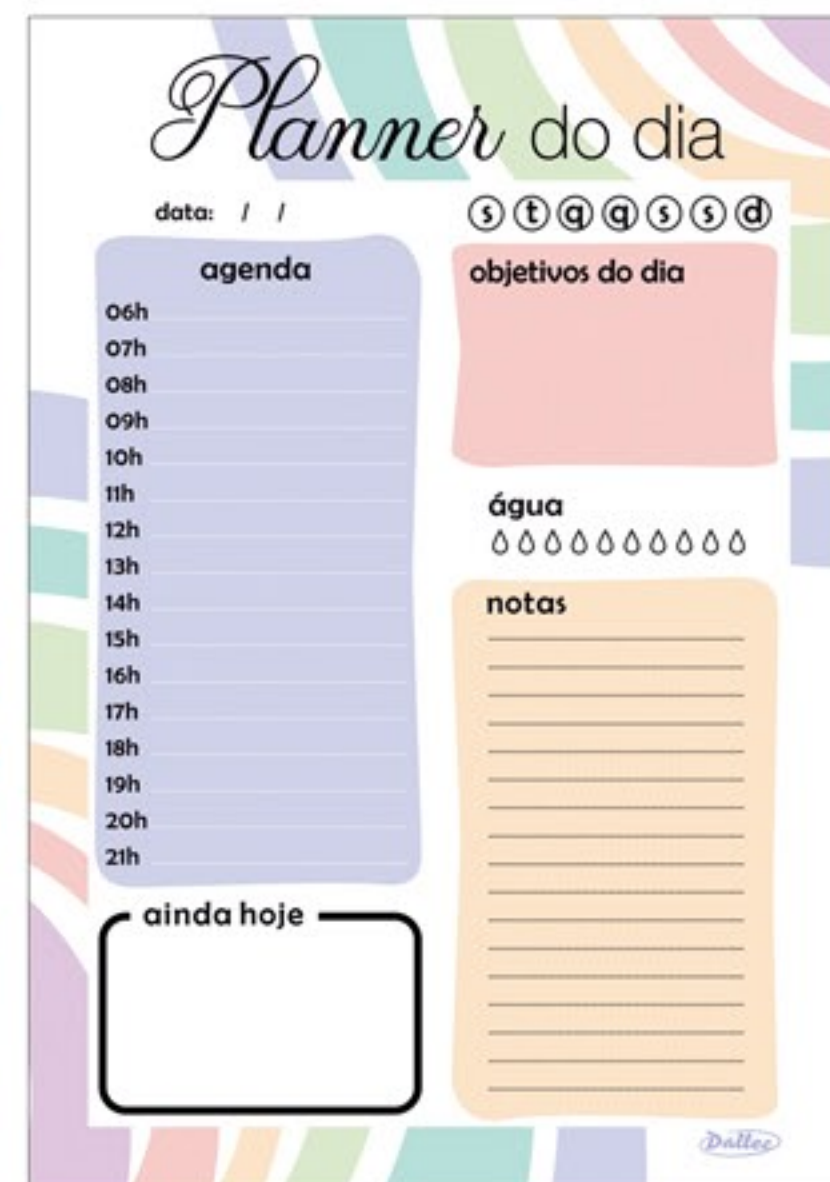 Planner do dia
data: / /
s t q q s s d
agenda
06h
07h
08h
09h
10h
11h
12h
13h
14h
15h
16h
17h
18h
19h
20h
21h
ainda hoje
objetivos do dia
água
notas
Dallec